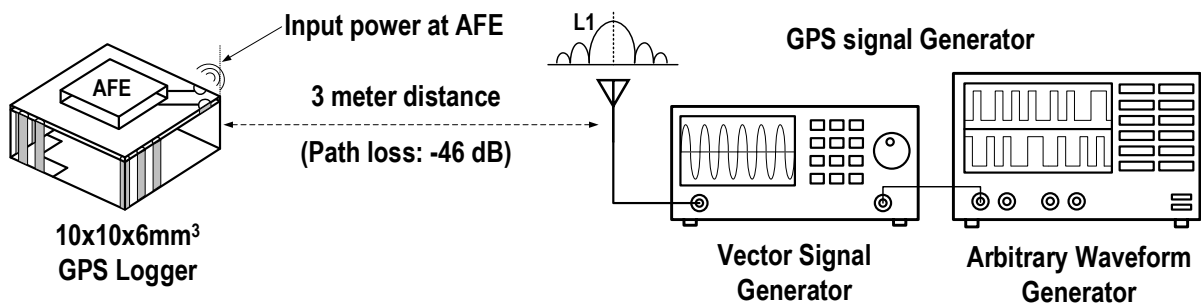 Input power at AFE
L1
GPS signal Generator
AFE
3 meter distance
(Path loss: -46 dB)
10x10x6mm³
GPS Logger
Vector Signal
Generator
Arbitrary Waveform
Generator